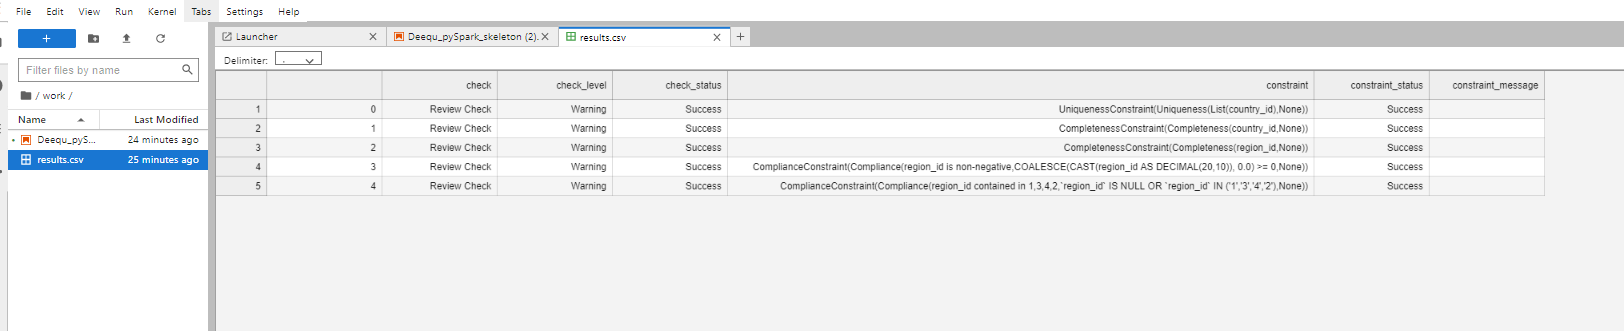 File Edit View Run Kernel Tabs Settings Help
+
Filter files by name
/ work /
Name Last Modified
Deequ_pyS... 24 minutes ago
results.csv 25 minutes ago
Launcher Deequ_pySpark_skeleton (2). results.csv +
Delimiter: ,
check check_level check_status constraint constraint_status constraint_message
1 0 Review Check Warning Success UniquenessConstraint(Uniqueness(List(country_id),None)) Success
2 1 Review Check Warning Success CompletenessConstraint(Completeness(country_id,None)) Success
3 2 Review Check Warning Success CompletenessConstraint(Completeness(region_id,None)) Success
4 3 Review Check Warning Success ComplianceConstraint(Compliance(region_id is non-negative,COALESCE(CAST(region_id AS DECIMAL(20,10)), 0.0) >= 0,None)) Success
5 4 Review Check Warning Success ComplianceConstraint(Compliance(region_id contained in 1,3,4,2,`region_id` IS NULL OR `region_id` IN ('1','3','4','2'),None)) Success